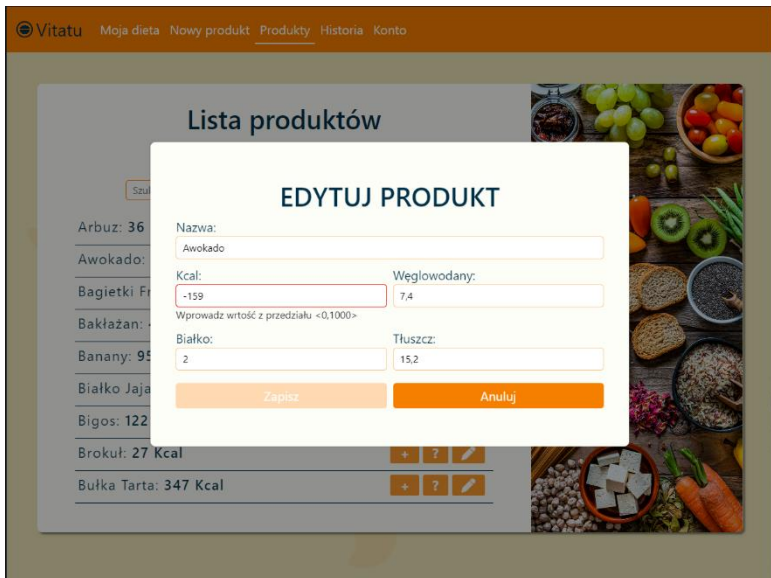 Vitatu Moja dieta Nowy produkt Produkty Historia Konto
Lista produktów
Szuk
EDYTUJ PRODUKT
Nazwa:
Awokado
Kcal: Węglowodany:
-159 7,4
Wprowadz wrtość z przedziału <0,1000>
Białko: Tłuszcz:
2 15,2
Zapisz Anuluj
Arbuz: 36
Awokado:
Bagietki Fr
Bakłażan:
Banany: 95
Białko Jaja
Bigos: 122
Brokuł: 27 Kcal + ?
Bułka Tarta: 347 Kcal + ?